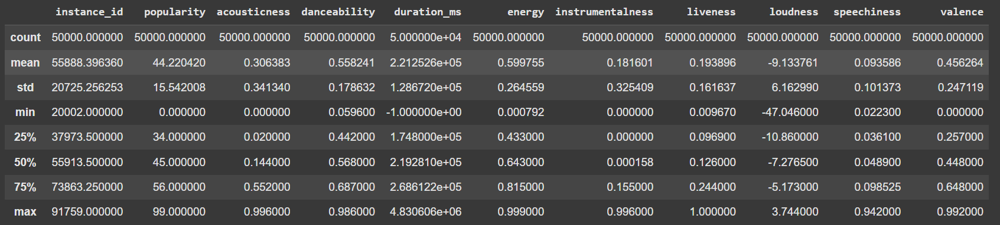 instance_id popularity acousticness danceability duration_ms energy instrumentalness liveness loudness speechiness valence
count 50000.000000 50000.000000 50000.000000 50000.000000 5.000000e+04 50000.000000 50000.000000 50000.000000 50000.000000 50000.000000 50000.000000
mean 55888.396360 44.220420 0.306383 0.558241 2.212526e+05 0.599755 0.181601 0.193896 -9.133761 0.093586 0.456264
std 20725.256253 15.542008 0.341340 0.178632 1.286720e+05 0.264559 0.325409 0.161637 6.162990 0.101373 0.247119
min 20002.000000 0.000000 0.000000 0.059600 -1.000000e+00 0.000792 0.000000 0.009670 -47.046000 0.022300 0.000000
25% 37973.500000 34.000000 0.020000 0.442000 1.748000e+05 0.433000 0.000000 0.096900 -10.860000 0.036100 0.257000
50% 55913.500000 45.000000 0.144000 0.568000 2.192810e+05 0.643000 0.000158 0.126000 -7.276500 0.048900 0.448000
75% 73863.250000 56.000000 0.552000 0.687000 2.686122e+05 0.815000 0.155000 0.244000 -5.173000 0.098525 0.648000
max 91759.000000 99.000000 0.996000 0.986000 4.830606e+06 0.999000 0.996000 1.000000 3.744000 0.942000 0.992000